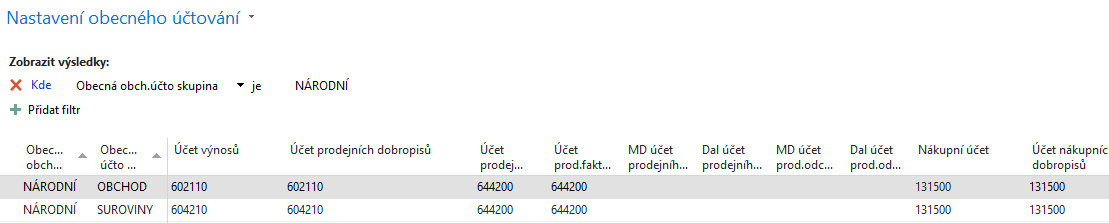 Nastavení obecného účtování
Zobrazit výsledky:
Kde Obecná obch.účto skupina je NÁRODNÍ
Přidat filtr
Obec... obch... Obec... účto ... Účet výnosů Účet prodejních dobropisů Účet prodej... Účet prod.fakt... MD účet prodejního... Dal účet prodejního... MD účet prod.odc... Dal účet prod.od... Nákupní účet Účet nákupníc dobropisů
NÁRODNÍ OBCHOD 602110 602110 644200 644200 131500 131500
NÁRODNÍ SUROVINY 604210 604210 644200 644200 131500 131500